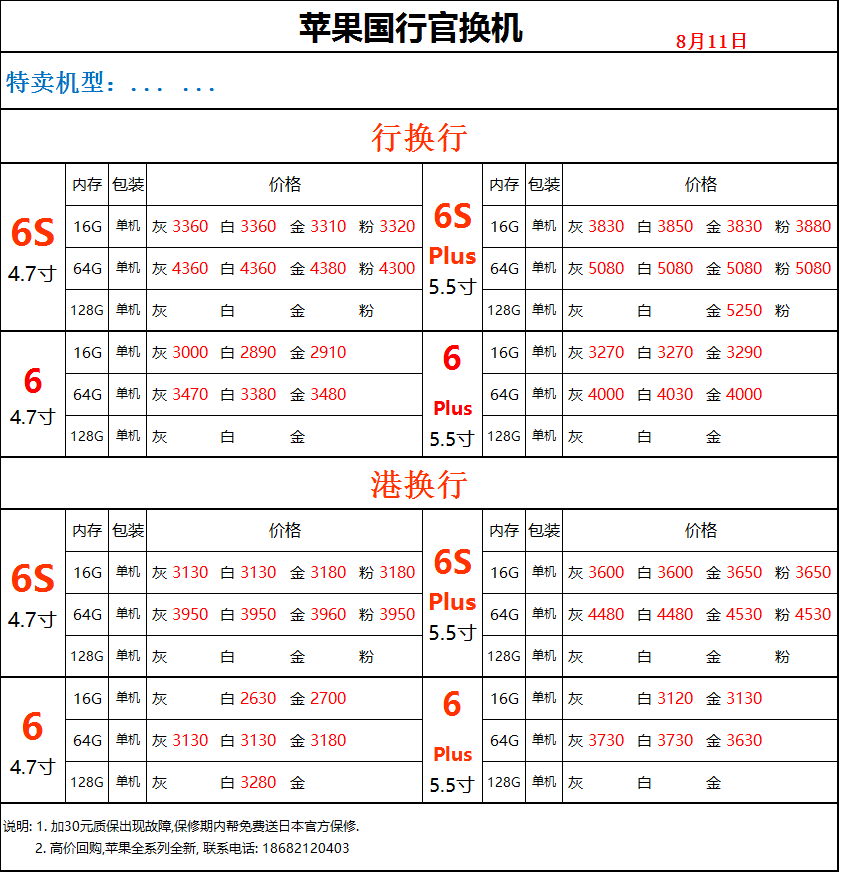 苹果国行官换机
8月11日
特卖机型：... ...
行换行
6S
4.7寸
内存 包装 价格
16G 单机 灰 3360 白 3360 金 3310 粉 3320
64G 单机 灰 4360 白 4360 金 4380 粉 4300
128G 单机 灰 白 金 粉
6S
Plus
5.5寸
内存 包装 价格
16G 单机 灰 3830 白 3850 金 3830 粉 3880
64G 单机 灰 5080 白 5080 金 5080 粉 5080
128G 单机 灰 白 金 5250 粉
6
4.7寸
16G 单机 灰 3000 白 2890 金 2910
64G 单机 灰 3470 白 3380 金 3480
128G 单机 灰 白 金
6
Plus
5.5寸
16G 单机 灰 3270 白 3270 金 3290
64G 单机 灰 4000 白 4030 金 4000
128G 单机 灰 白 金
港换行
6S
4.7寸
内存 包装 价格
16G 单机 灰 3130 白 3130 金 3180 粉 3180
64G 单机 灰 3950 白 3950 金 3960 粉 3950
128G 单机 灰 白 金 粉
6S
Plus
5.5寸
内存 包装 价格
16G 单机 灰 3600 白 3600 金 3650 粉 3650
64G 单机 灰 4480 白 4480 金 4530 粉 4530
128G 单机 灰 白 金 粉
6
4.7寸
16G 单机 灰 白 2630 金 2700
64G 单机 灰 3130 白 3130 金 3180
128G 单机 灰 白 3280 金
6
Plus
5.5寸
16G 单机 灰 白 3120 金 3130
64G 单机 灰 3730 白 3730 金 3630
128G 单机 灰 白 金
说明: 1. 加30元质保出现故障,保修期内帮免费送日本官方保修.
2. 高价回购,苹果全系列全新, 联系电话: 18682120403